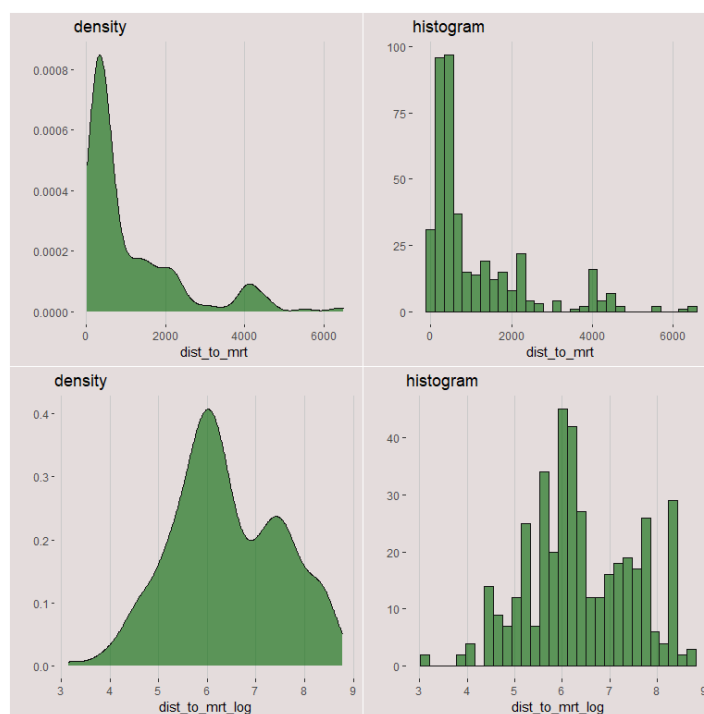 density
0.0008
0.0006
0.0004
0.0002
0.0000
0 2000 4000 6000
dist_to_mrt
histogram
100
75
50
25
0
0 2000 4000 6000
dist_to_mrt
density
0.4
0.3
0.2
0.1
0.0
3 4 5 6 7 8 9
dist_to_mrt_log
histogram
40
30
20
10
0
3 4 5 6 7 8 9
dist_to_mrt_log